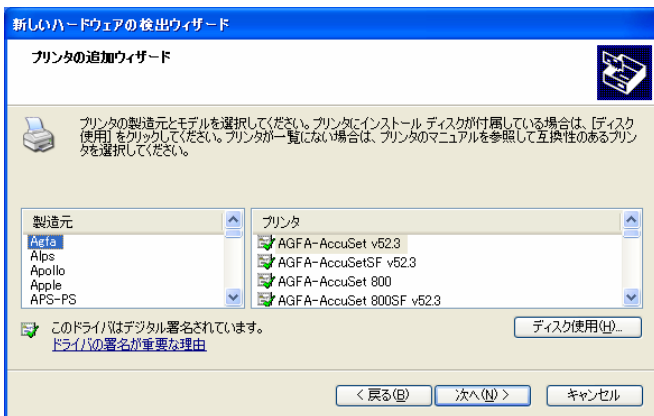 新しいハードウェアの検出ウィザード
プリンタの追加ウィザード
プリンタの製造元とモデルを選択してください。プリンタにインストール ディスクが付属している場合は、[ディスク
使用] をクリックしてください。プリンタが一覧にない場合は、プリンタのマニュアルを参照して互換性のあるプリン
タを選択してください。
製造元
Agfa
Alps
Apollo
Apple
APS-PS
プリンタ
AGFA-AccuSet v52.3
AGFA-AccuSetSF v52.3
AGFA-AccuSet 800
AGFA-AccuSet 800SF v52.3
このドライバはデジタル署名されています。
ドライバの署名が重要な理由
ディスク使用(H)...
< 戻る(B)
次へ(N) >
キャンセル